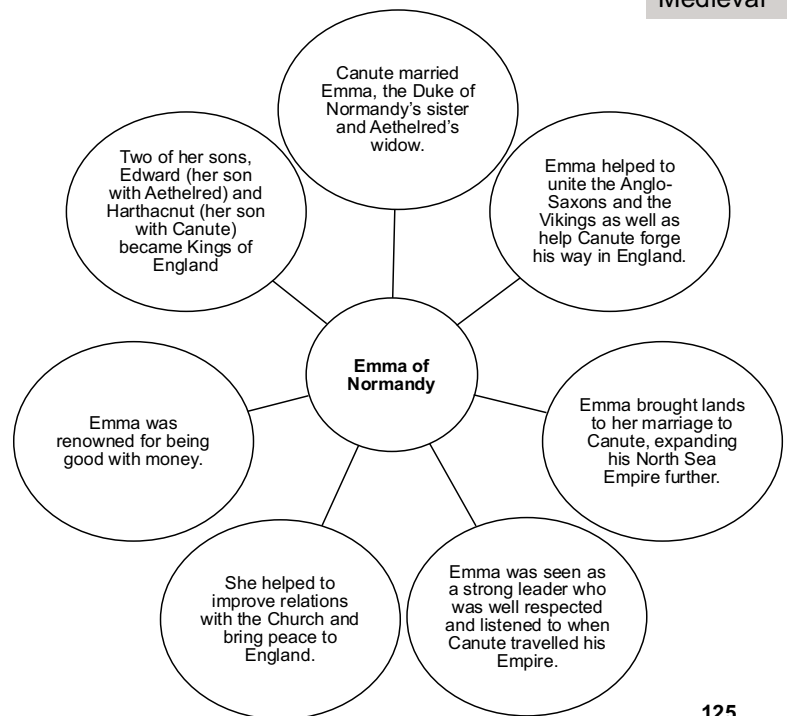 Medieval
Canute married
Emma, the Duke of
Normandy's sister
and Aethelred's
widow.
Emma helped to
unite the Anglo-
Saxons and the
Vikings as well as
help Canute forge
his way in England.
Emma brought lands
to her marriage to
Canute, expanding
his North Sea
Empire further.
Emma was seen as
a strong leader who
was well respected
and listened to when
Canute travelled his
Empire.
She helped to
improve relations
with the Church and
bring peace to
England.
Emma was
renowned for being
good with money.
Two of her sons,
Edward (her son
with Aethelred) and
Harthacnut (her son
with Canute)
became Kings of
England
Emma of
Normandy
125